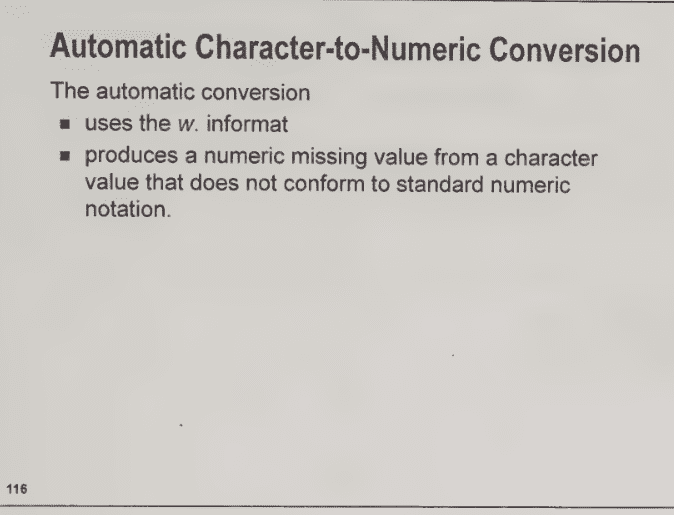 Automatic Character-to-Numeric Conversion
The automatic conversion
■ uses the w. informat
■ produces a numeric missing value from a character
value that does not conform to standard numeric
notation.
116